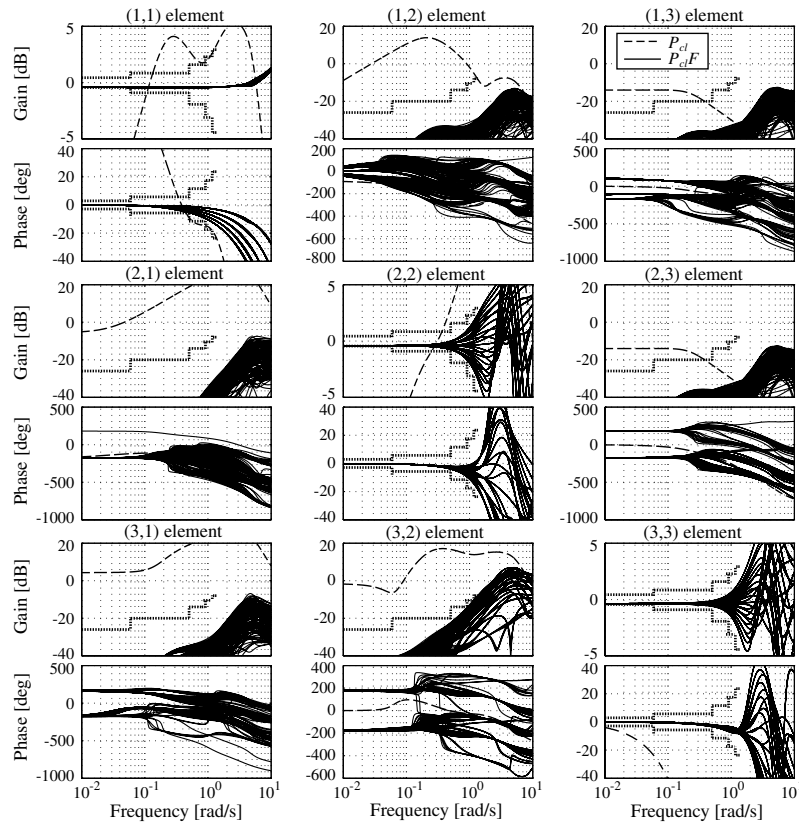 (1,1) element (1,2) element (1,3) element
Gain [dB] 5 0 -5 20 0 -20 -40 20 0 -20 -40
P_cl
P_clF
Phase [deg] 40 20 0 -20 -40 200 0 -200 -400 -600 -800 500 0 -500 -1000
(2,1) element (2,2) element (2,3) element
Gain [dB] 20 0 -20 -40 5 0 -5 20 0 -20 -40
Phase [deg] 500 0 -500 -1000 40 20 0 -20 -40 500 0 -500 -1000
(3,1) element (3,2) element (3,3) element
Gain [dB] 20 0 -20 -40 20 0 -20 -40 5 0 -5
Phase [deg] 500 0 -500 -1000 400 200 0 -200 -400 -600 40 20 0 -20 -40
10^-2 10^-1 10^0 10^1 10^-2 10^-1 10^0 10^1 10^-2 10^-1 10^0 10^1
Frequency [rad/s] Frequency [rad/s] Frequency [rad/s]